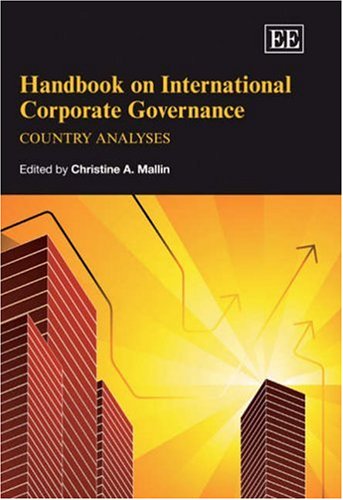 EE
Handbook on International
Corporate Governance
COUNTRY ANALYSES
Edited by Christine A. Mallin